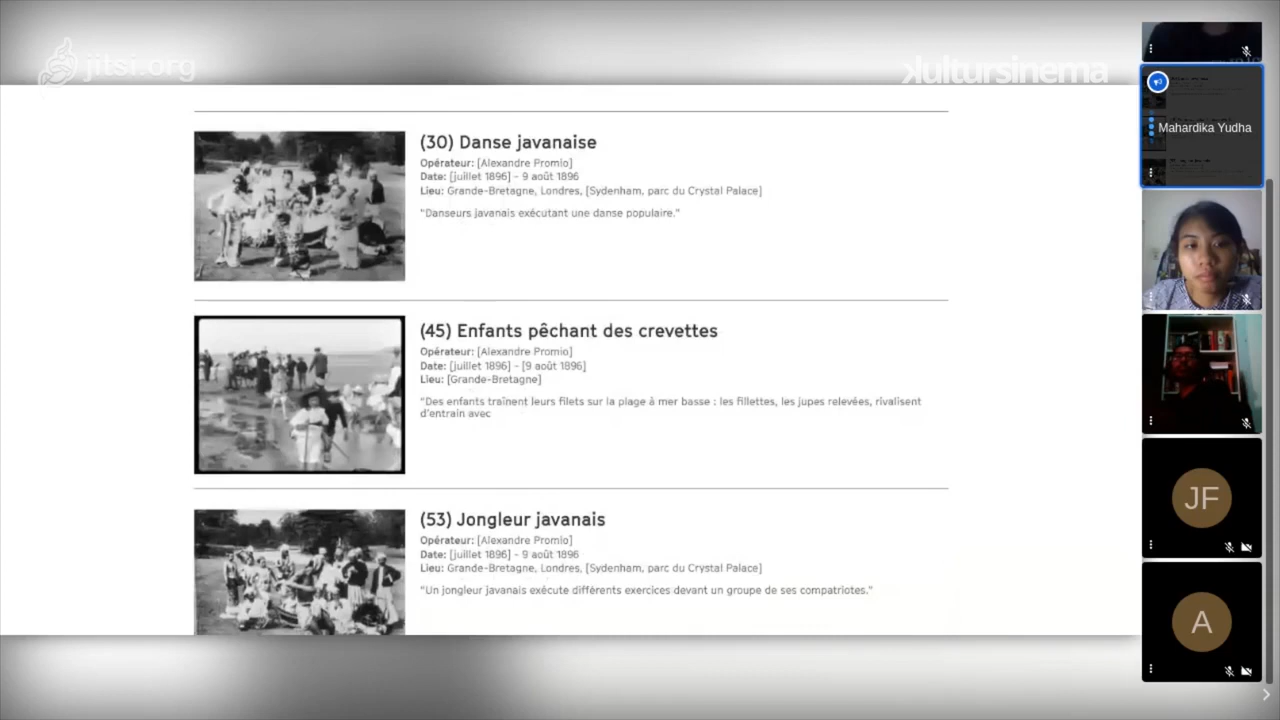 jitsi.org
kultursinema
(30) Danse javanaise
Opérateur: [Alexandre Promio]
Date: [juillet 1896] - 9 août 1896
Lieu: Grande-Bretagne, Londres, [Sydenham, parc du Crystal Palace]
"Danseurs javanais exécutant une danse populaire."
(45) Enfants pêchant des crevettes
Opérateur: [Alexandre Promio]
Date: [juillet 1896] - [9 août 1896]
Lieu: [Grande-Bretagne]
"Des enfants traînent leurs filets sur la plage à mer basse : les fillettes, les jupes relevées, rivalisent
d'entrain avec
(53) Jongleur javanais
Opérateur: [Alexandre Promio]
Date: [juillet 1896] - 9 août 1896
Lieu: Grande-Bretagne, Londres, [Sydenham, parc du Crystal Palace]
"Un jongleur javanais exécute différents exercices devant un groupe de ses compatriotes."
Mahardika Yudha
JF
A